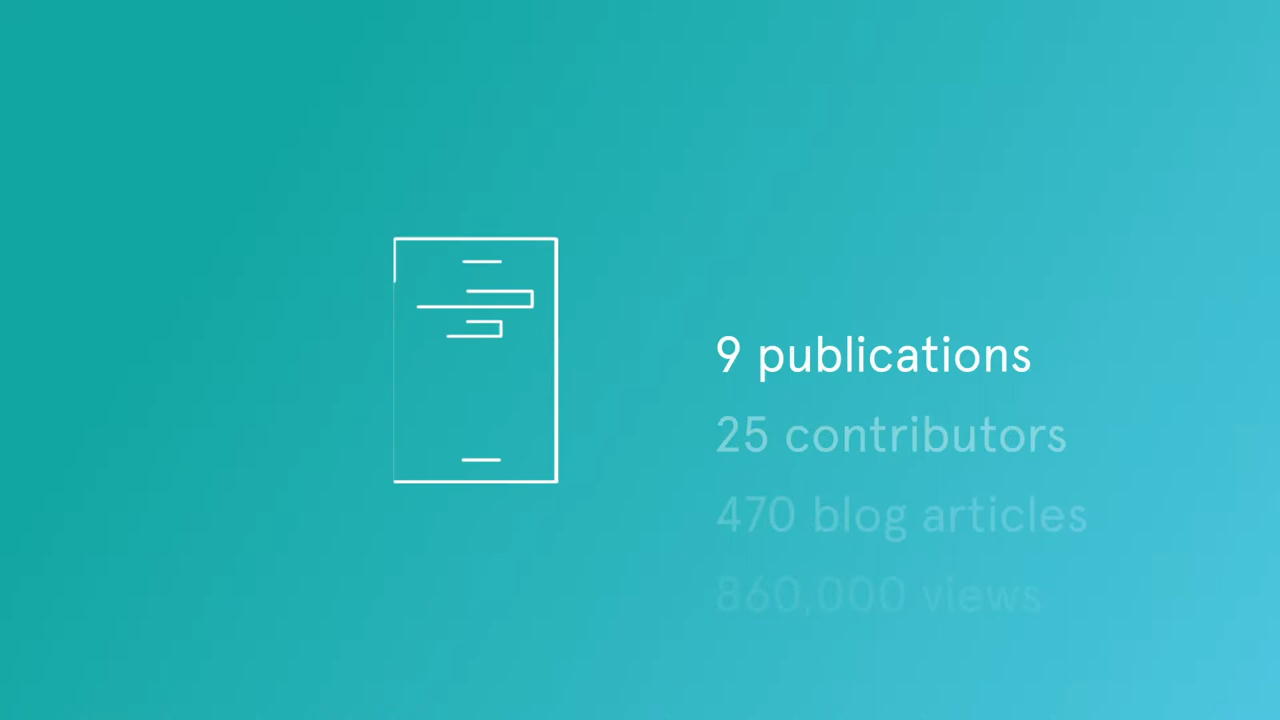 9 publications
25 contributors
470 blog articles
860,000 views